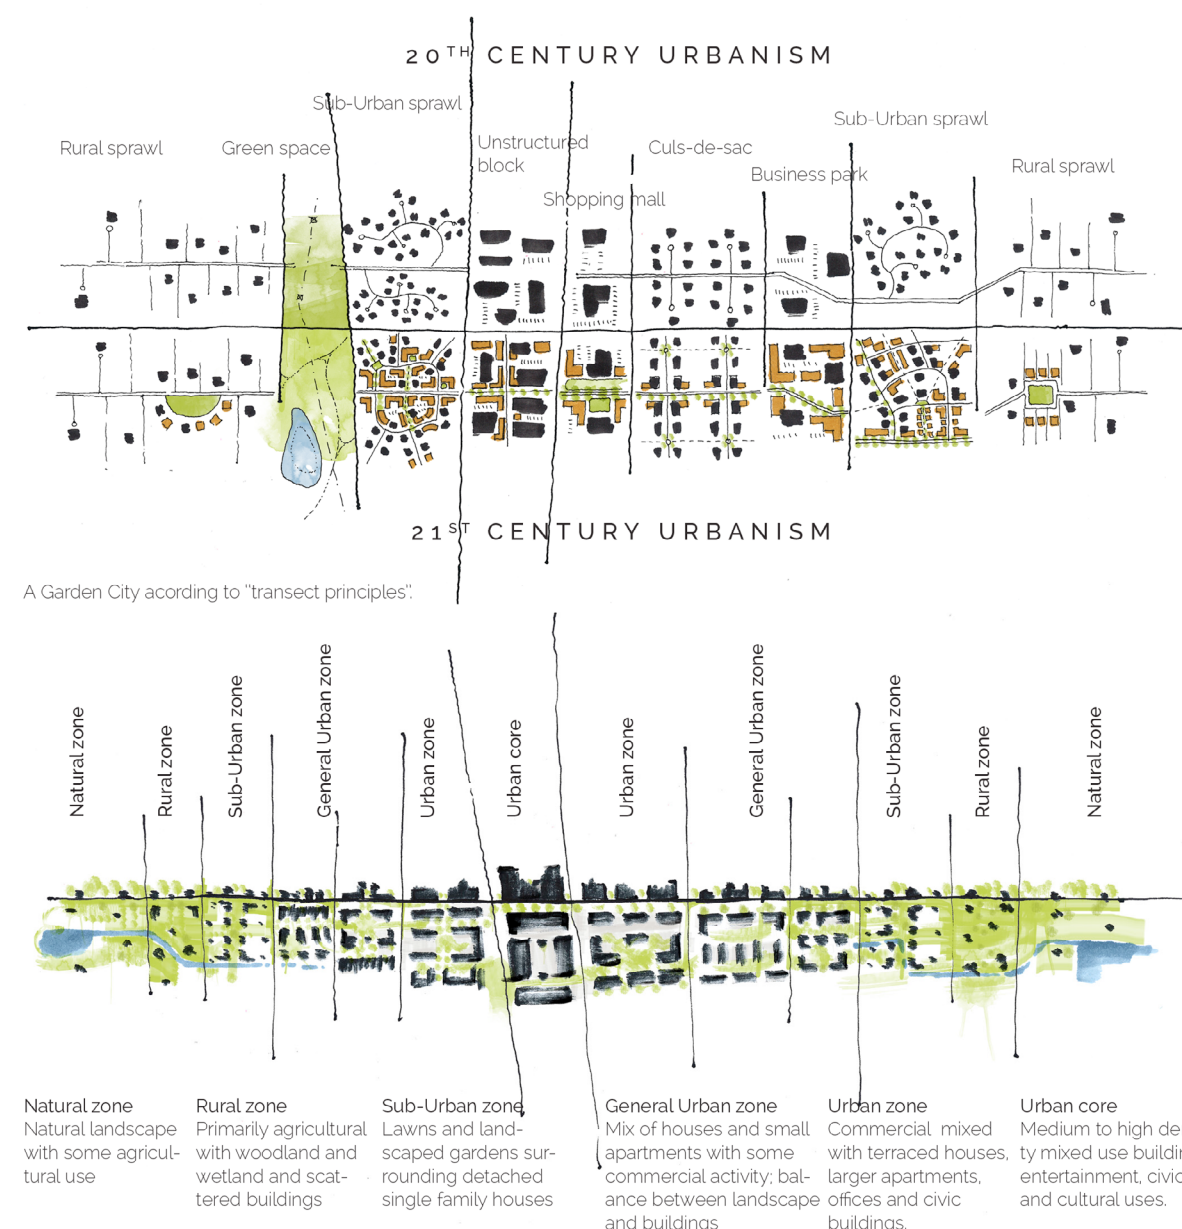 20TH CENTURY URBANISM
Sub-Urban sprawl
Sub-Urban sprawl
Rural sprawl
Green space
Unstructured
block
Culs-de-sac
Business park
Rural sprawl
Shopping mall
21ST CENTURY URBANISM
A Garden City acording to "transect principles".
Natural zone
Rural zone
Sub-Urban zone
General Urban zone
Urban zone
Urban core
Urban zone
General Urban zone
Sub-Urban zone
Rural zone
Natural zone
Natural zone
Natural landscape
with some agricul-
tural use
Rural zone
Primarily agricultural
with woodland and
wetland and scat-
tered buildings
Sub-Urban zone
Lawns and land-
scaped gardens sur-
rounding detached
single family houses
General Urban zone
Mix of houses and small
apartments with some
commercial activity; bal-
ance between landscape
and buildings
Urban zone
Commercial mixed
with terraced houses,
larger apartments,
offices and civic
buildings.
Urban core
Medium to high de
ty mixed use buildin
entertainment, civic
and cultural uses.